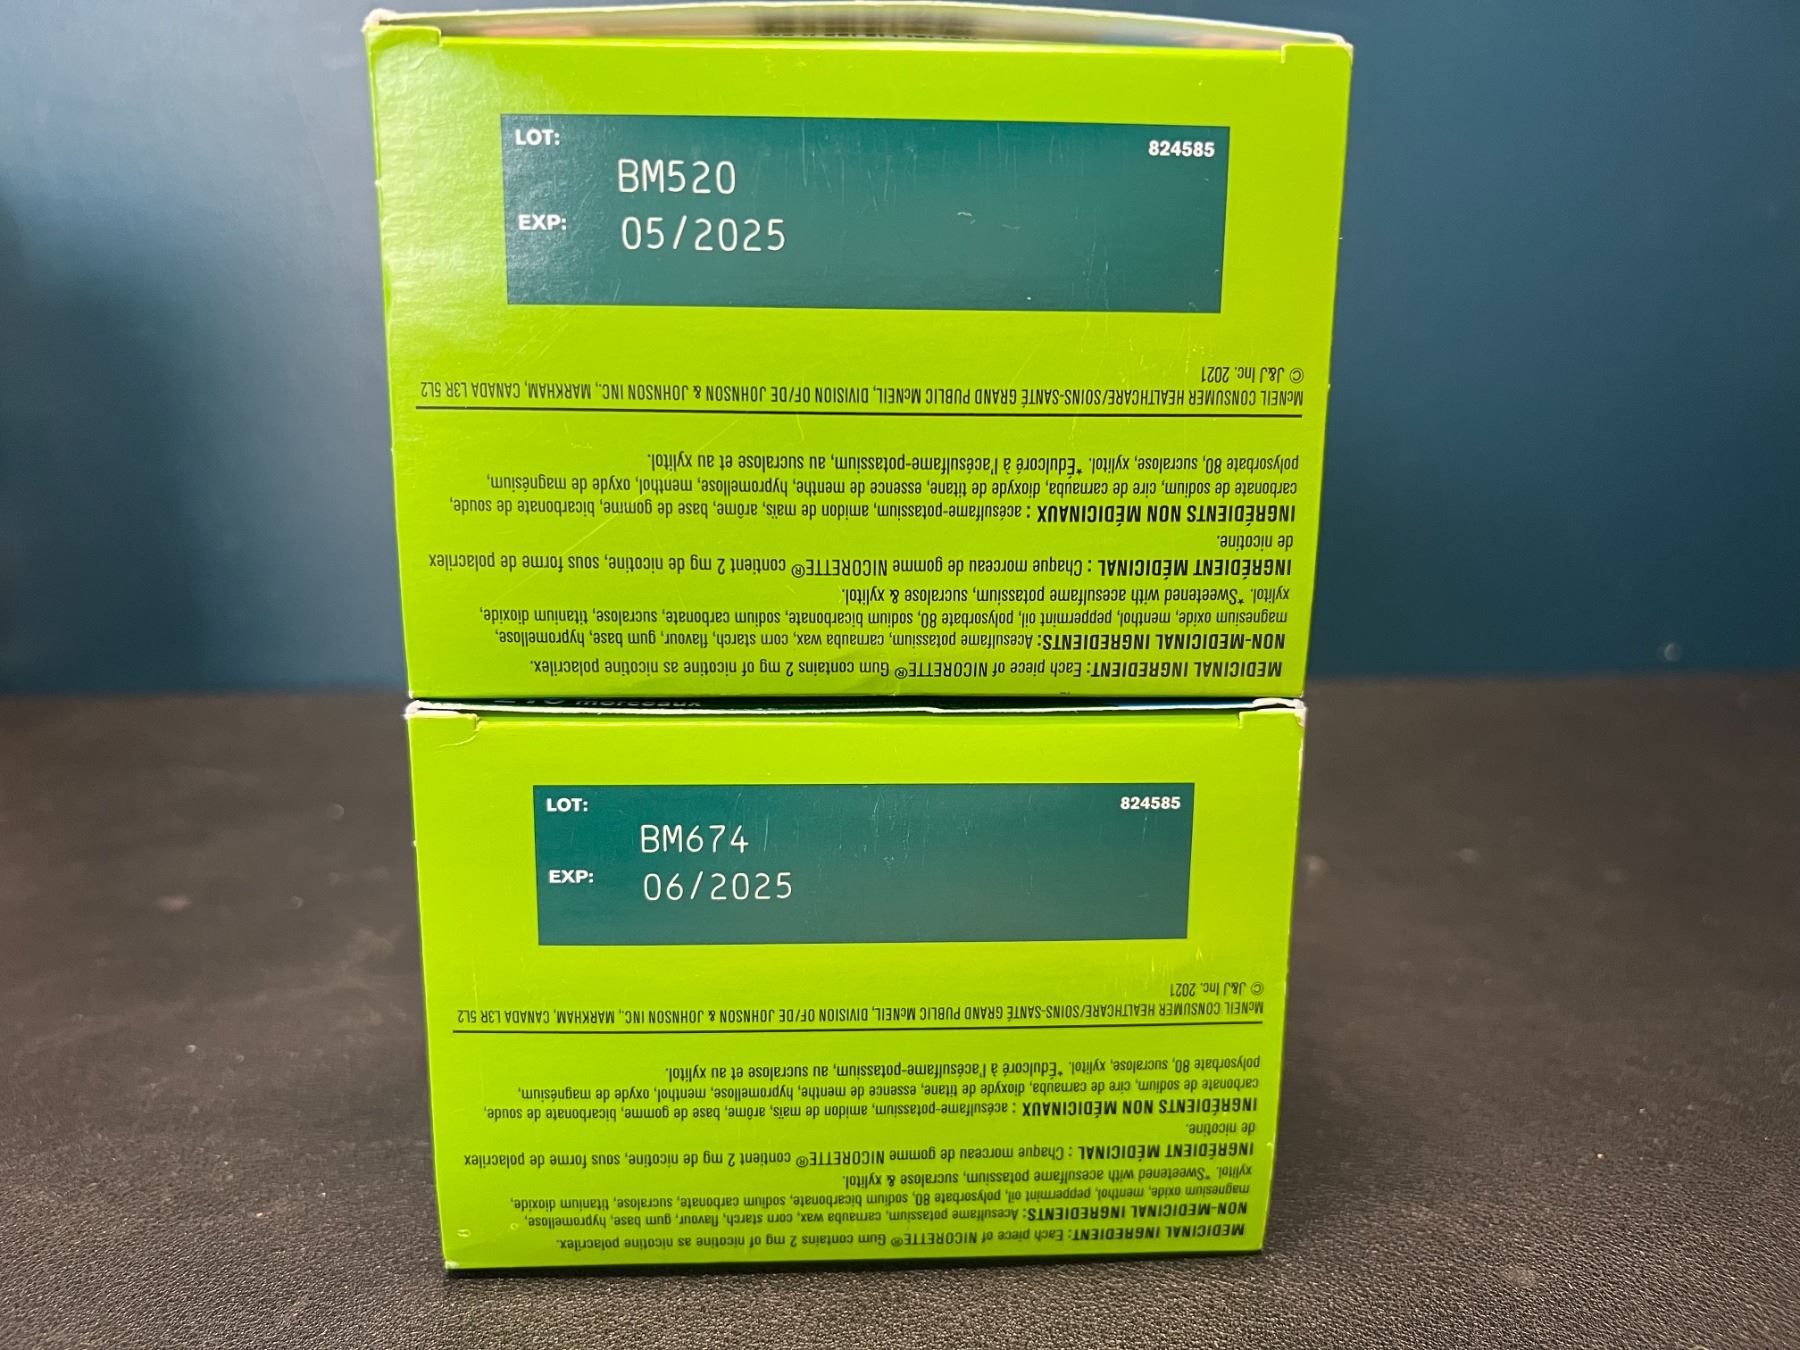 LOT:
824585
BM520
EXP:
05/2025
MEDICINAL INGREDIENT: Each piece of NICORETTE® Gum contains 2 mg of nicotine as nicotine polacrilex.
NON-MEDICINAL INGREDIENTS: Acesulfame potassium, carnauba wax, corn starch, flavour, gum base, hypromellose,
magnesium oxide, menthol, peppermint oil, polysorbate 80, sodium bicarbonate, sodium carbonate, sucralose, titanium dioxide,
xylitol. *Sweetened with acesulfame potassium, sucralose & xylitol.
INGRÉDIENT MÉDICINAL : Chaque morceau de gomme NICORETTE® contient 2 mg de nicotine, sous forme de polacrilex
de nicotine.
INGRÉDIENTS NON MÉDICINAUX : acésulfame-potassium, amidon de maïs, arôme, base de gomme, bicarbonate de soude,
carbonate de sodium, cire de carnauba, dioxyde de titane, essence de menthe, hypromellose, menthol, oxyde de magnésium,
polysorbate 80, sucralose, xylitol. *Édulcoré à l'acésulfame-potassium, au sucralose et au xylitol.
McNEIL CONSUMER HEALTHCARE/SOINS-SANTÉ GRAND PUBLIC McNEIL, DIVISION OF/DE JOHNSON & JOHNSON INC., MARKHAM, CANADA L3R 5L2
© J&J Inc. 2021
morceaux
LOT:
824585
BM674
EXP:
06/2025
MEDICINAL INGREDIENT: Each piece of NICORETTE® Gum contains 2 mg of nicotine as nicotine polacrilex.
NON-MEDICINAL INGREDIENTS: Acesulfame potassium, carnauba wax, corn starch, flavour, gum base, hypromellose,
magnesium oxide, menthol, peppermint oil, polysorbate 80, sodium bicarbonate, sodium carbonate, sucralose, titanium dioxide,
xylitol. *Sweetened with acesulfame potassium, sucralose & xylitol.
INGRÉDIENT MÉDICINAL : Chaque morceau de gomme NICORETTE® contient 2 mg de nicotine, sous forme de polacrilex
de nicotine.
INGRÉDIENTS NON MÉDICINAUX : acésulfame-potassium, amidon de maïs, arôme, base de gomme, bicarbonate de soude,
carbonate de sodium, cire de carnauba, dioxyde de titane, essence de menthe, hypromellose, menthol, oxyde de magnésium,
polysorbate 80, sucralose, xylitol. *Édulcoré à l'acésulfame-potassium, au sucralose et au xylitol.
McNEIL CONSUMER HEALTHCARE/SOINS-SANTÉ GRAND PUBLIC McNEIL, DIVISION OF/DE JOHNSON & JOHNSON INC., MARKHAM, CANADA L3R 5L2
© J&J Inc. 2021